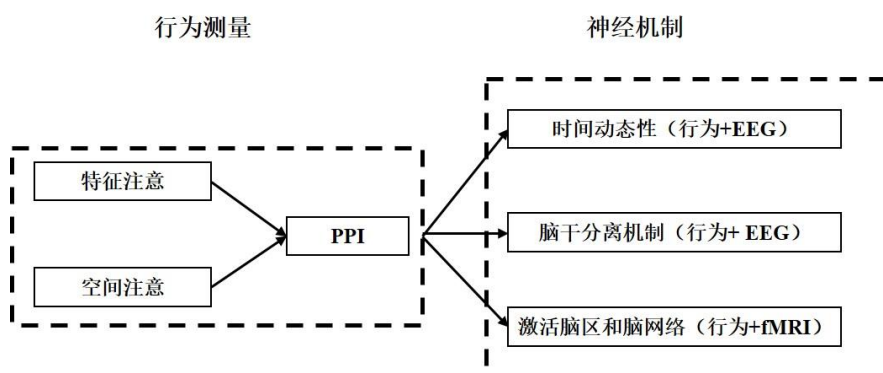 行为测量
神经机制
时间动态性（行为+EEG）
特征注意
PPI
脑干分离机制（行为+ EEG）
空间注意
激活脑区和脑网络（行为+fMRI）